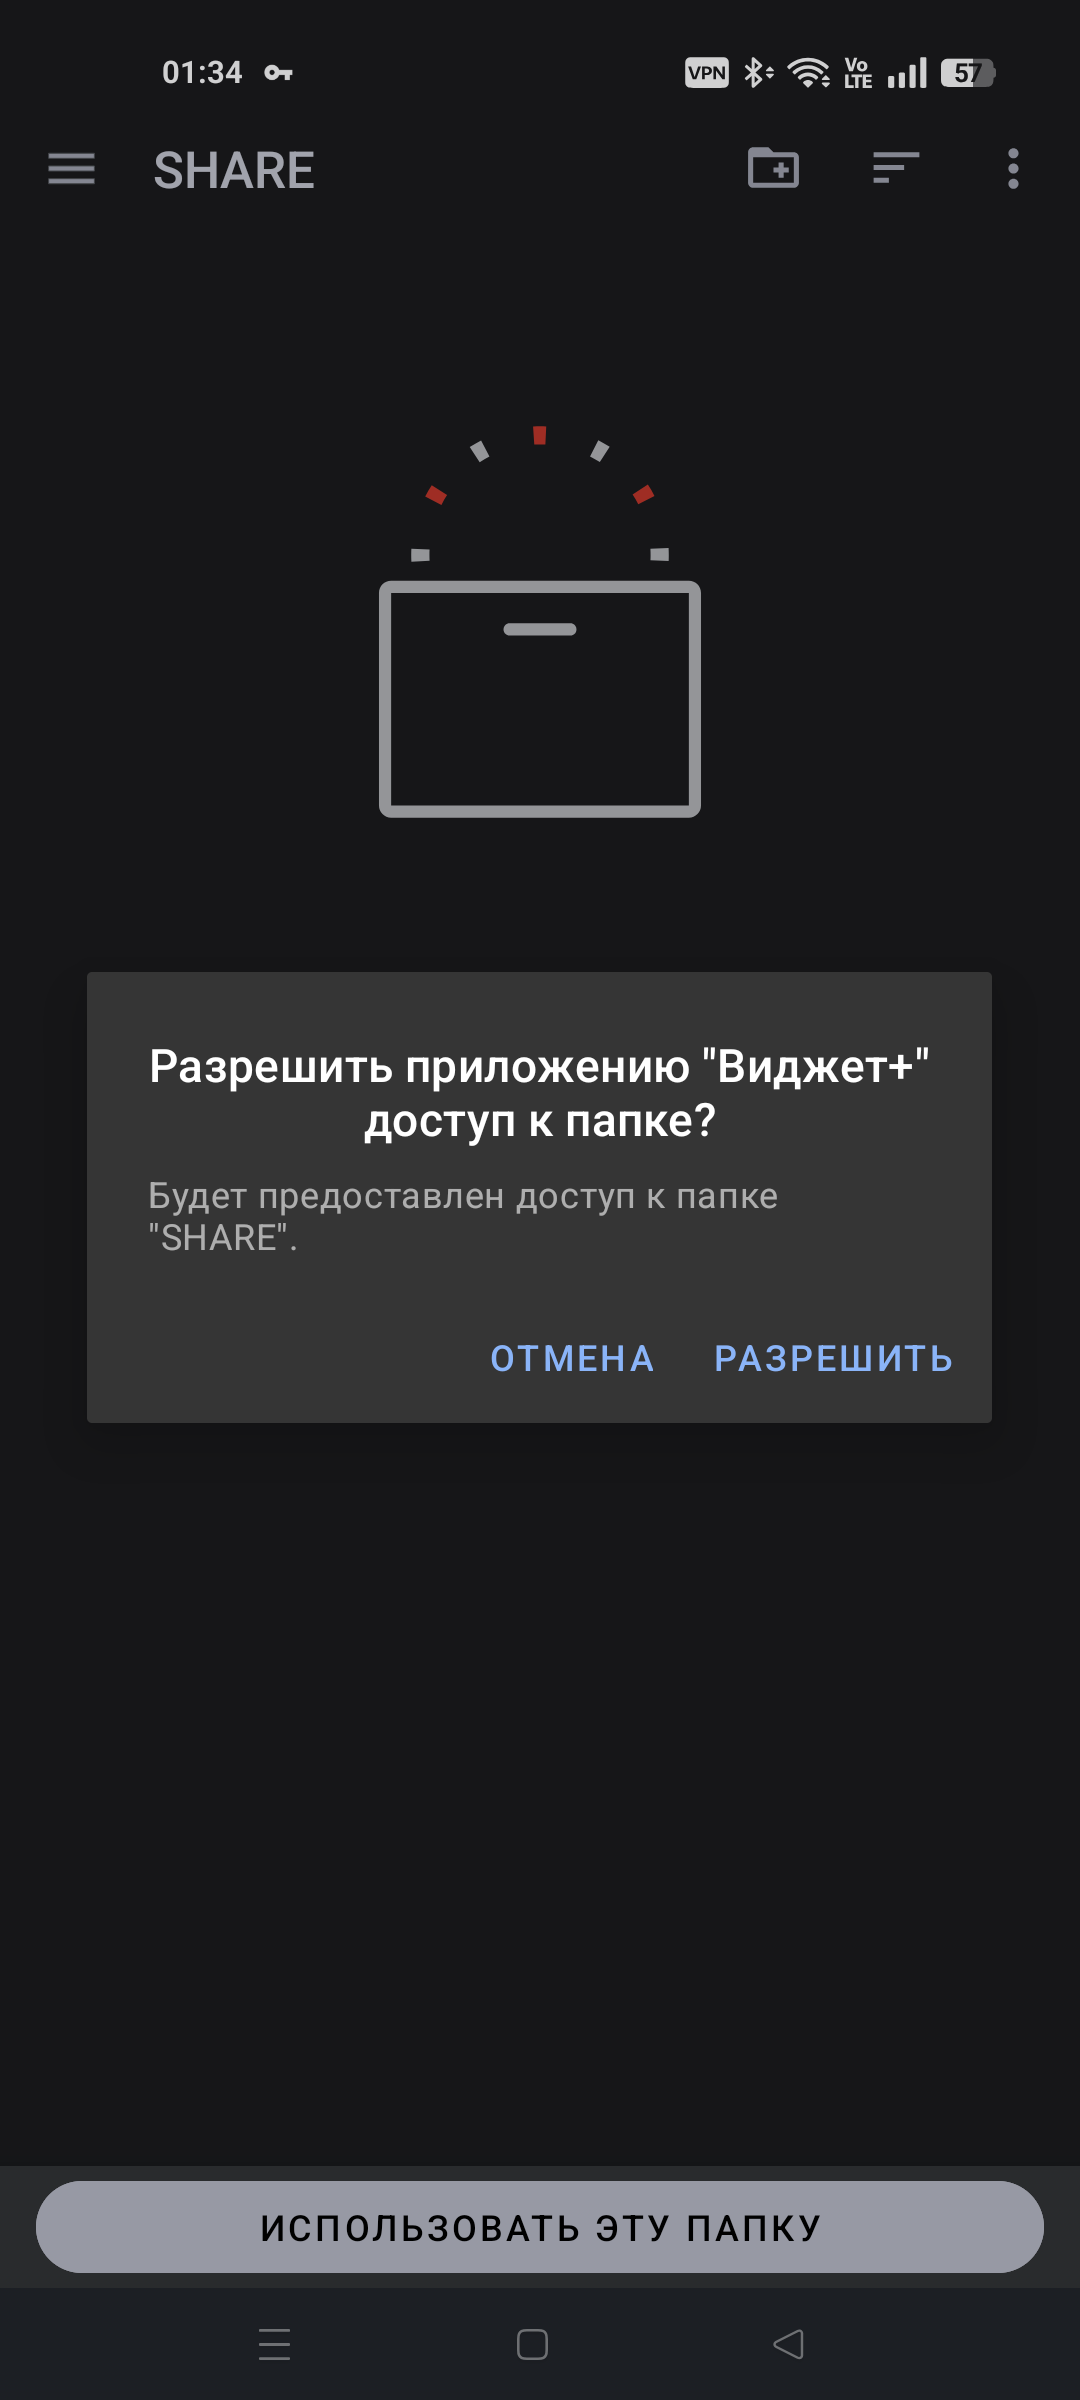 01:34
VPN
Vo
LTE
57
SHARE
Разрешить приложению "Виджет+"
доступ к папке?
Будет предоставлен доступ к папке
"SHARE".
ОТМЕНА РАЗРЕШИТЬ
ИСПОЛЬЗОВАТЬ ЭТУ ПАПКУ